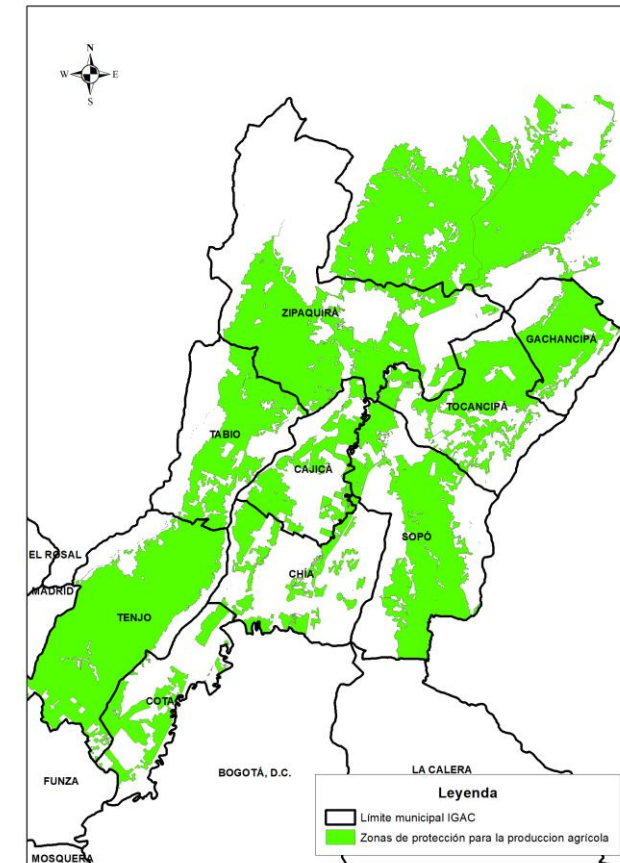 N
W E
S
ZIPAQUIRÁ
GACHANCIPÁ
TOCANCIPÁ
TABIO
CAJICÁ
SOPÓ
EL ROSAL
CHÍA
MADRID
TENJO
COTA
BOGOTÁ, D.C.
LA CALERA
FUNZA
MOSQUERA
Leyenda
Límite municipal IGAC
Zonas de protección para la produccion agrícola